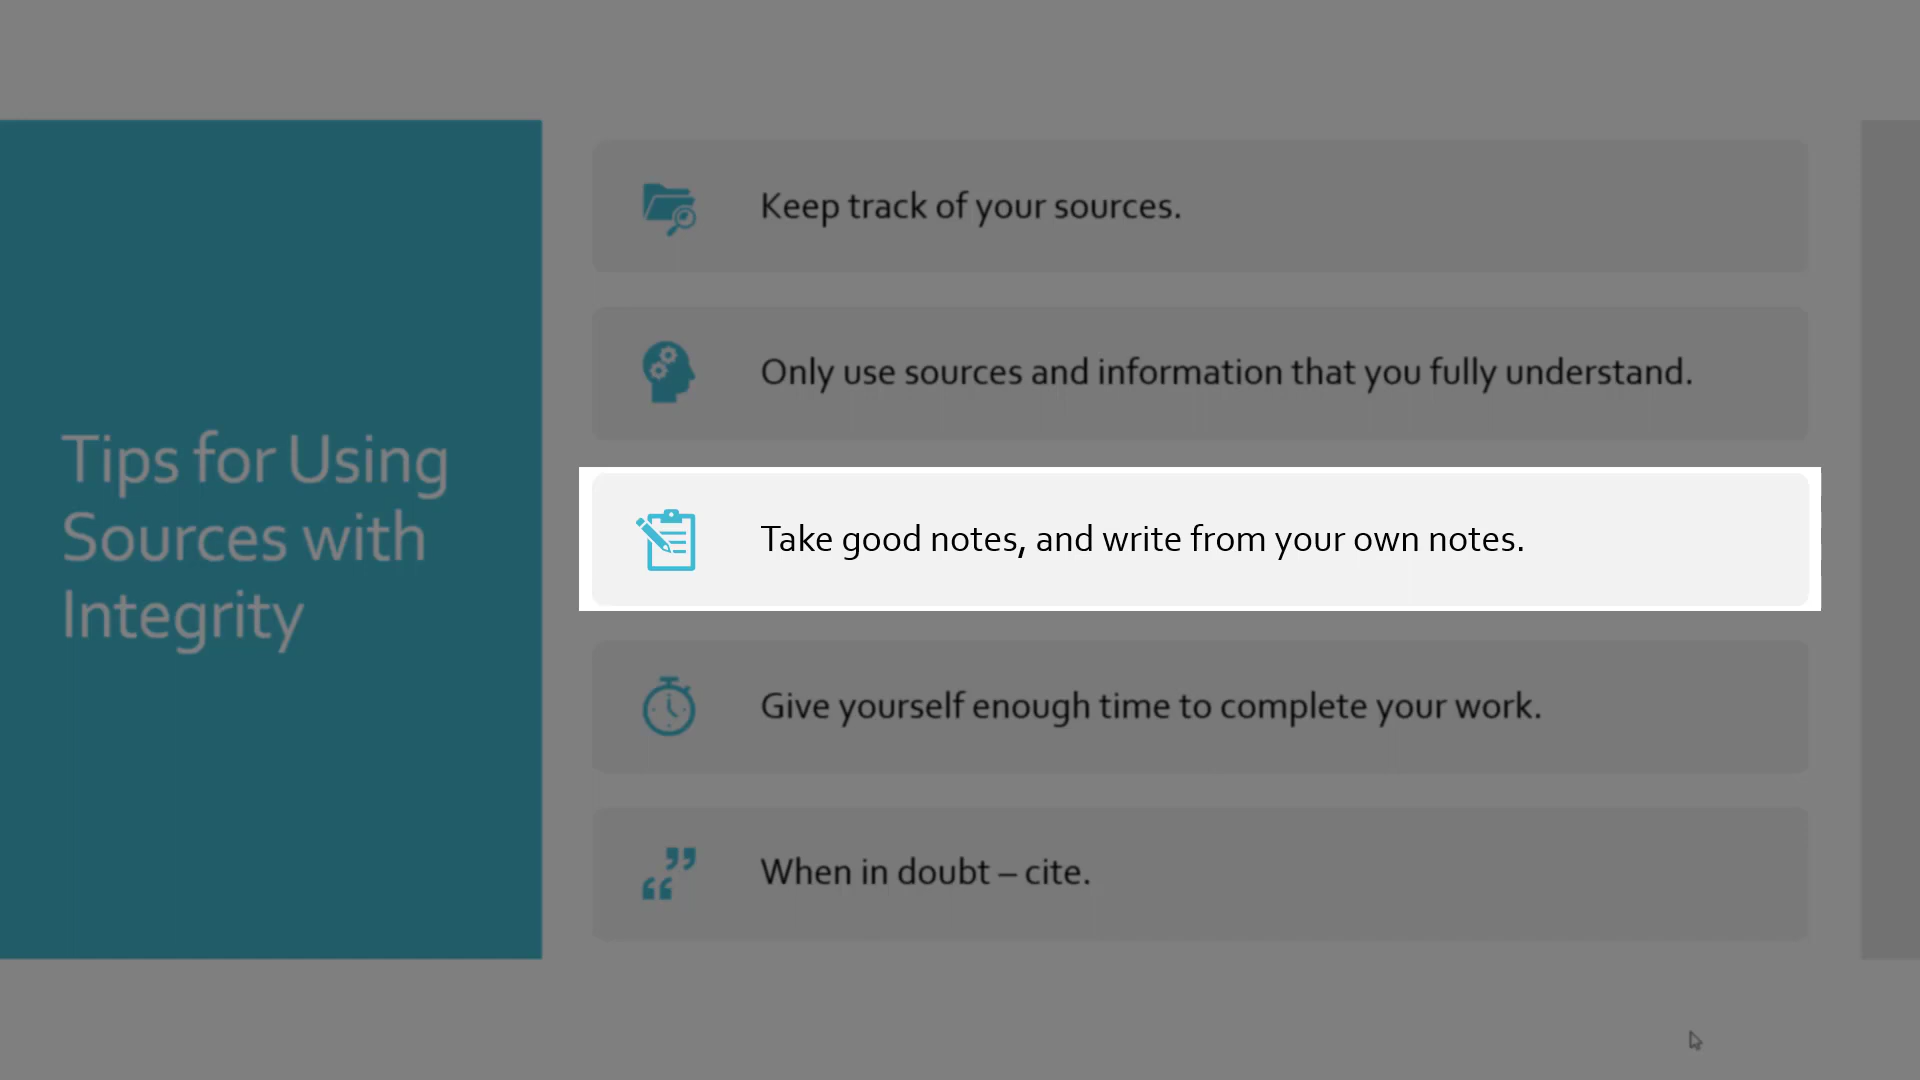 Tips for Using
Sources with
Integrity
Keep track of your sources.
Only use sources and information that you fully understand.
Take good notes, and write from your own notes.
Give yourself enough time to complete your work.
When in doubt – cite.